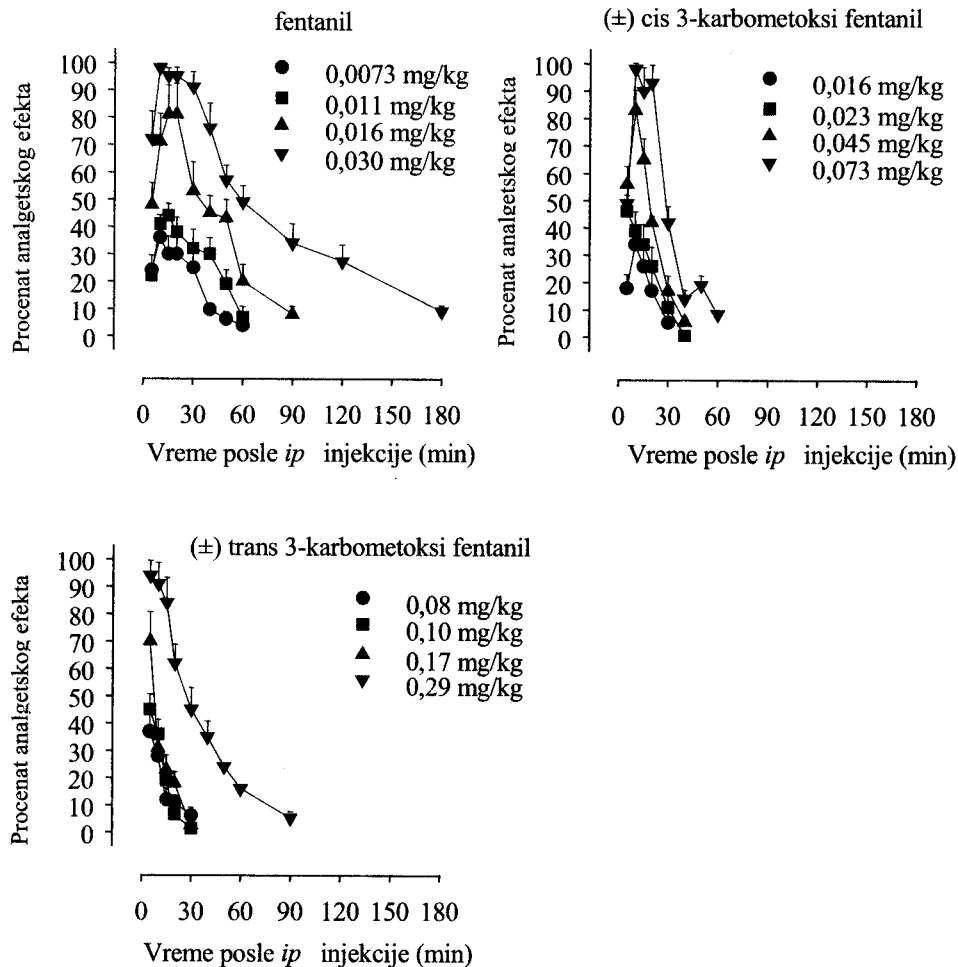 fentanil
0,0073 mg/kg
0,011 mg/kg
0,016 mg/kg
0,030 mg/kg
Procenat analgetskog efekta
100
90
80
70
60
50
40
30
20
10
0
0 30 60 90 120 150 180
Vreme posle ip injekcije (min)
(±) cis 3-karbometoksi fentanil
0,016 mg/kg
0,023 mg/kg
0,045 mg/kg
0,073 mg/kg
Procenat analgetskog efekta
100
90
80
70
60
50
40
30
20
10
0
0 30 60 90 120 150 180
Vreme posle ip injekcije (min)
(±) trans 3-karbometoksi fentanil
0,08 mg/kg
0,10 mg/kg
0,17 mg/kg
0,29 mg/kg
Procenat analgetskog efekta
100
90
80
70
60
50
40
30
20
10
0
0 30 60 90 120 150 180
Vreme posle ip injekcije (min)